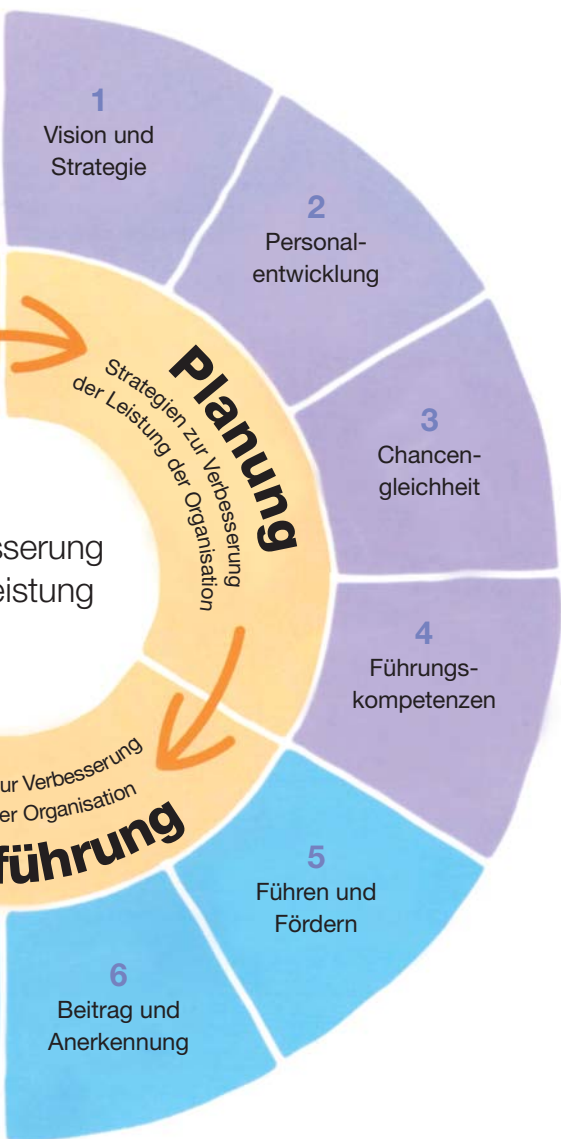 1
Vision und
Strategie
2
Personal-
entwicklung
3
Chancen-
gleichheit
4
Führungs-
kompetenzen
5
Führen und
Fördern
6
Beitrag und
Anerkennung
Planung
Strategien zur Verbesserung
der Leistung der Organisation
sserung
eistung
ur Verbesserung
er Organisation
führung